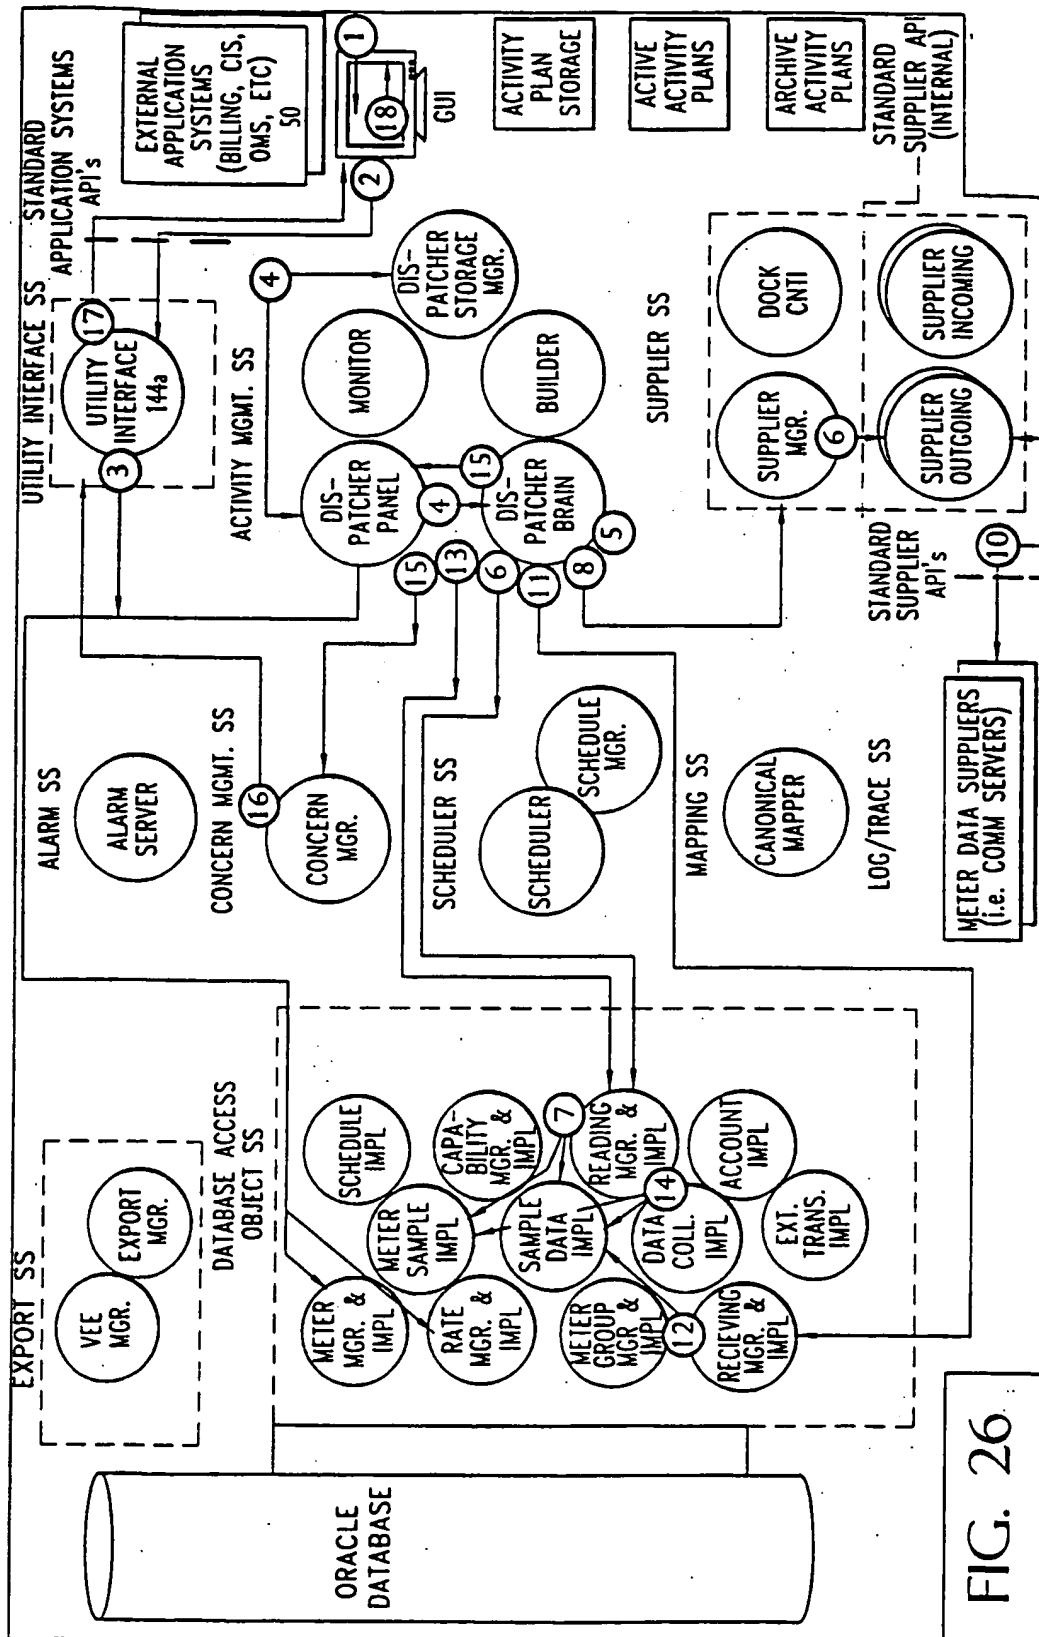 EXPORT SS
VEE
MGR.
EXPORT
MGR.
ORACLE
DATABASE
DATABASE ACCESS
OBJECT SS
METER
MGR. &
IMPL
RATE
MGR. &
IMPL
METER
GROUP
MGR &
IMPL
12
RECIEVING
MGR. &
IMPL
SCHEDULE
IMPL
METER
SAMPLE
IMPL
CAPA-
BILITY
MGR. &
IMPL
7
SAMPLE
DATA
IMPL
READING
MGR. &
IMPL
14
DATA
COLL.
IMPL
ACCOUNT
IMPL
EXT.
TRANS.
IMPL
ALARM SS
ALARM
SERVER
CONCERN MGMT. SS
16
CONCERN
MGR.
SCHEDULER SS
SCHEDULER
SCHEDULE
MGR.
MAPPING SS
CANONICAL
MAPPER
LOG/TRACE SS
METER DATA SUPPLIERS
(i.e. COMM SERVERS)
UTILITY INTERFACE SS
17
UTILITY
INTERFACE
144a
3
ACTIVITY MGMT. SS
4
DIS-
PATCHER
PANEL
MONITOR
DIS-
PATCHER
STORAGE
MGR.
4
15
DIS-
PATCHER
BRAIN
BUILDER
15
13
6
11
8
5
SUPPLIER SS
SUPPLIER
MGR.
6
DOCK
CNTI
SUPPLIER
OUTGOING
SUPPLIER
INCOMING
STANDARD
SUPPLIER
API's
10
STANDARD
APPLICATION SYSTEMS
API's
EXTERNAL
APPLICATION
SYSTEMS
(BILLING, CIS,
OMS, ETC)
50
1
18
2
GUI
ACTIVITY
PLAN
STORAGE
ACTIVE
ACTIVITY
PLANS
ARCHIVE
ACTIVITY
PLANS
STANDARD
SUPPLIER API
(INTERNAL)
FIG. 26